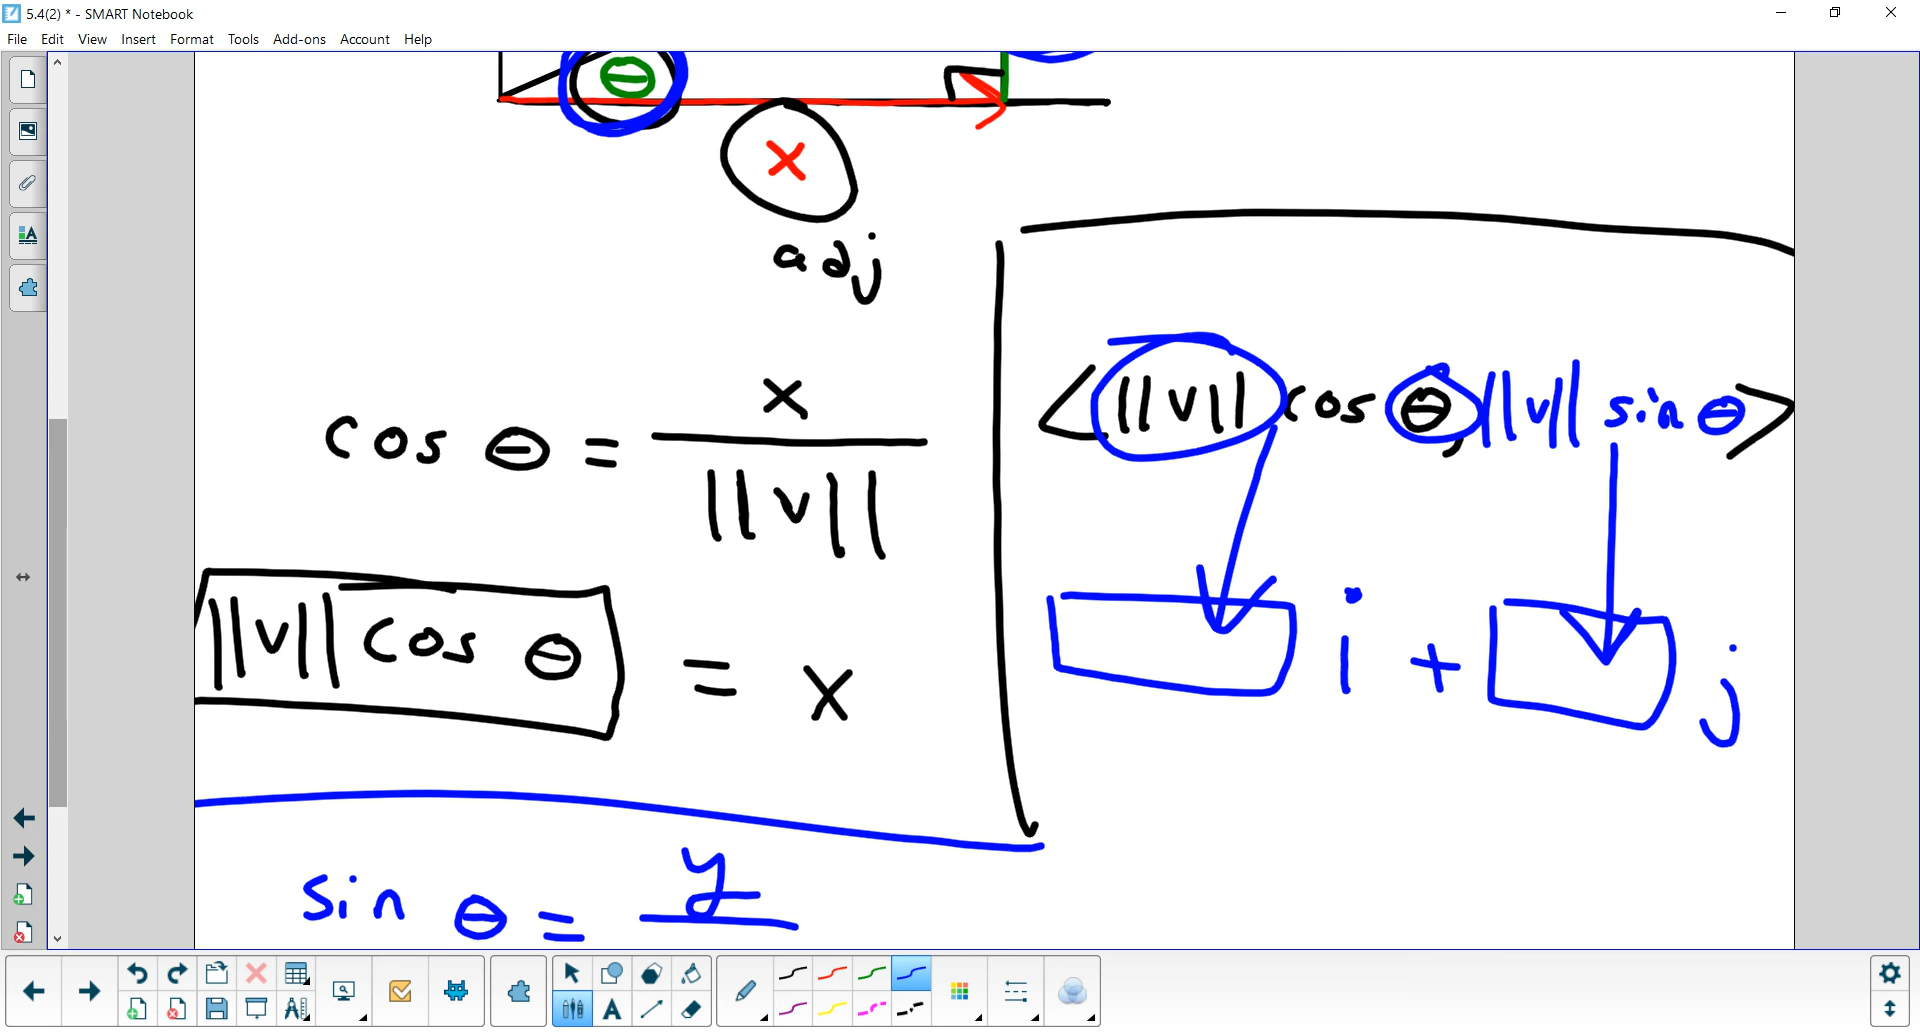 5.4(2) * - SMART Notebook
File Edit View Insert Format Tools Add-ons Account Help
θ
x
adj
cos θ = x / ||v||
||v|| cos θ = x
<||v|| cos θ, ||v|| sin θ>
i + j
sin θ = y